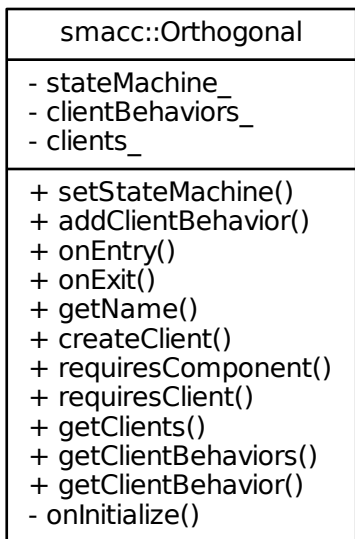 smacc::Orthogonal
- stateMachine_
- clientBehaviors_
- clients_
+ setStateMachine()
+ addClientBehavior()
+ onEntry()
+ onExit()
+ getName()
+ createClient()
+ requiresComponent()
+ requiresClient()
+ getClients()
+ getClientBehaviors()
+ getClientBehavior()
- onInitialize()